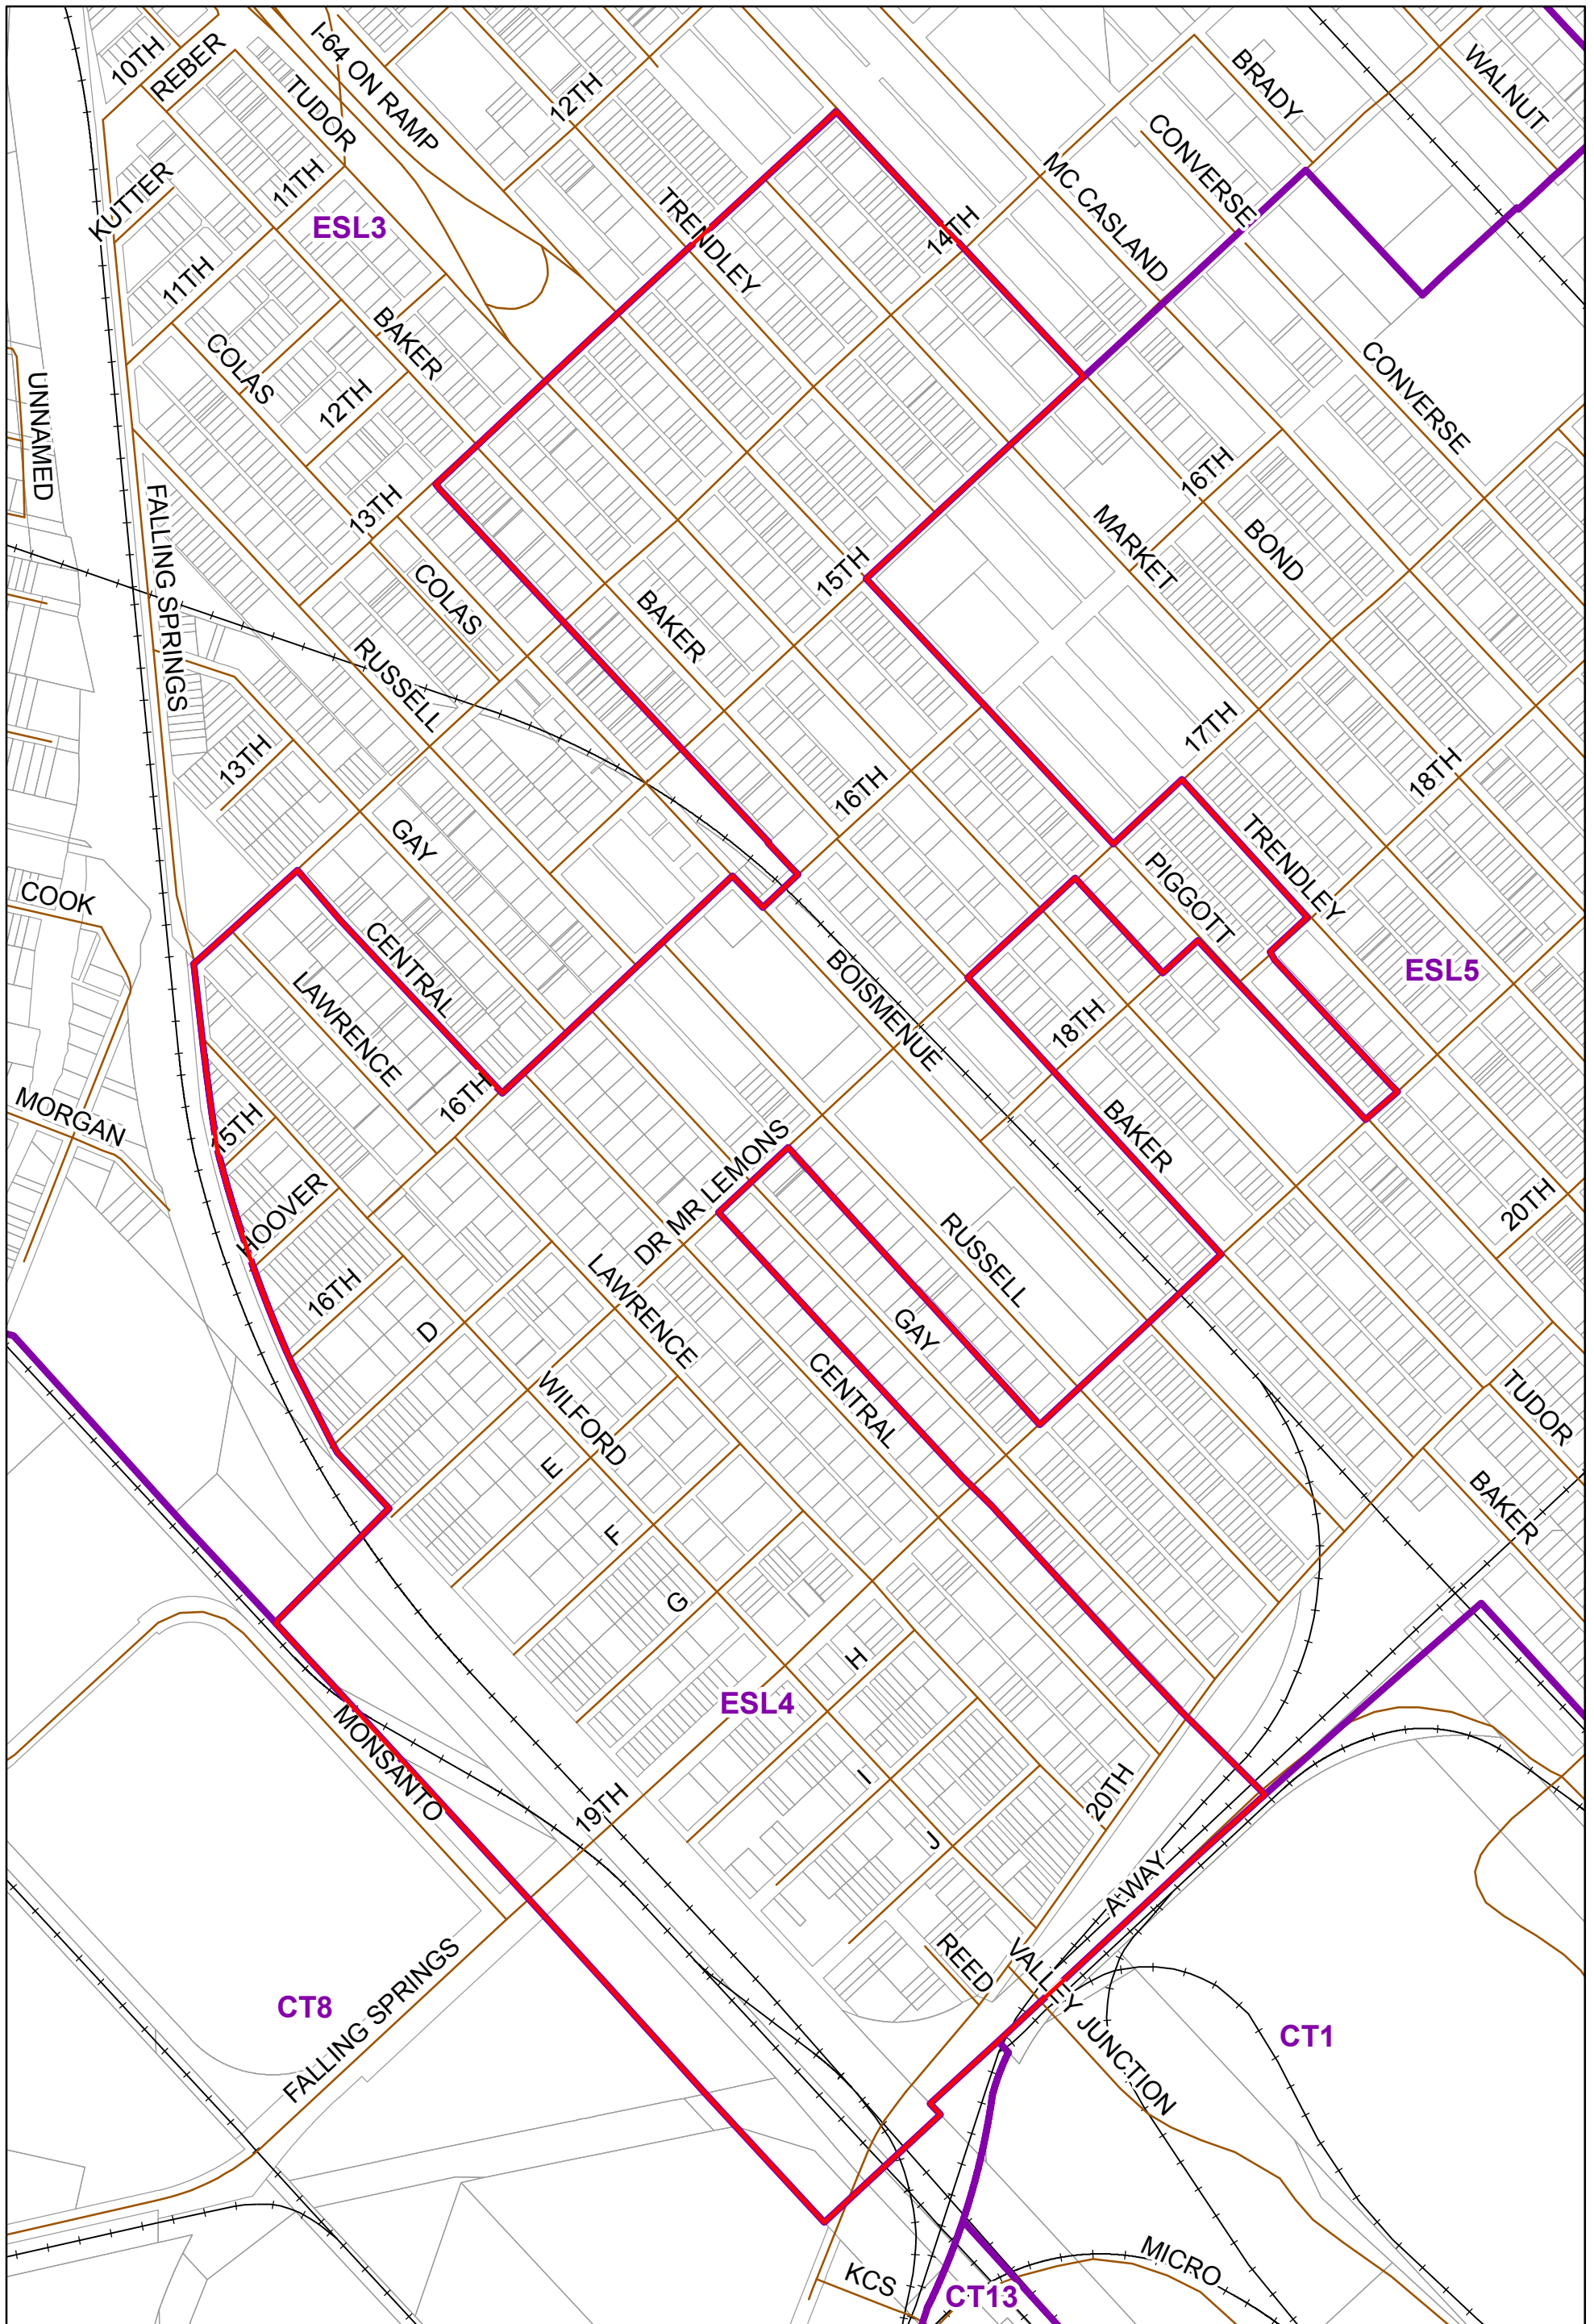 10TH
REBER
TUDOR
I-64 ON RAMP
12TH
BRADY
WALNUT
CONVERSE
MC CASLAND
KUTTER
11TH
ESL3
TRENDLEY
14TH
11TH
COLAS
BAKER
12TH
UNNAMED
CONVERSE
13TH
16TH
FALLING SPRINGS
COLAS
MARKET
BOND
15TH
BAKER
RUSSELL
13TH
16TH
17TH
18TH
GAY
TRENDLEY
PIGGOTT
COOK
CENTRAL
LAWRENCE
BOISMENUE
ESL5
18TH
MORGAN
15TH
16TH
BAKER
DR MR LEMONS
HOOVER
20TH
16TH
LAWRENCE
RUSSELL
D
GAY
CENTRAL
WILFORD
TUDOR
E
BAKER
F
G
H
ESL4
MONSANTO
I
19TH
20TH
J
A WAY
REED
VALLEY JUNCTION
FALLING SPRINGS
CT8
CT1
KCS
MICRO
CT13